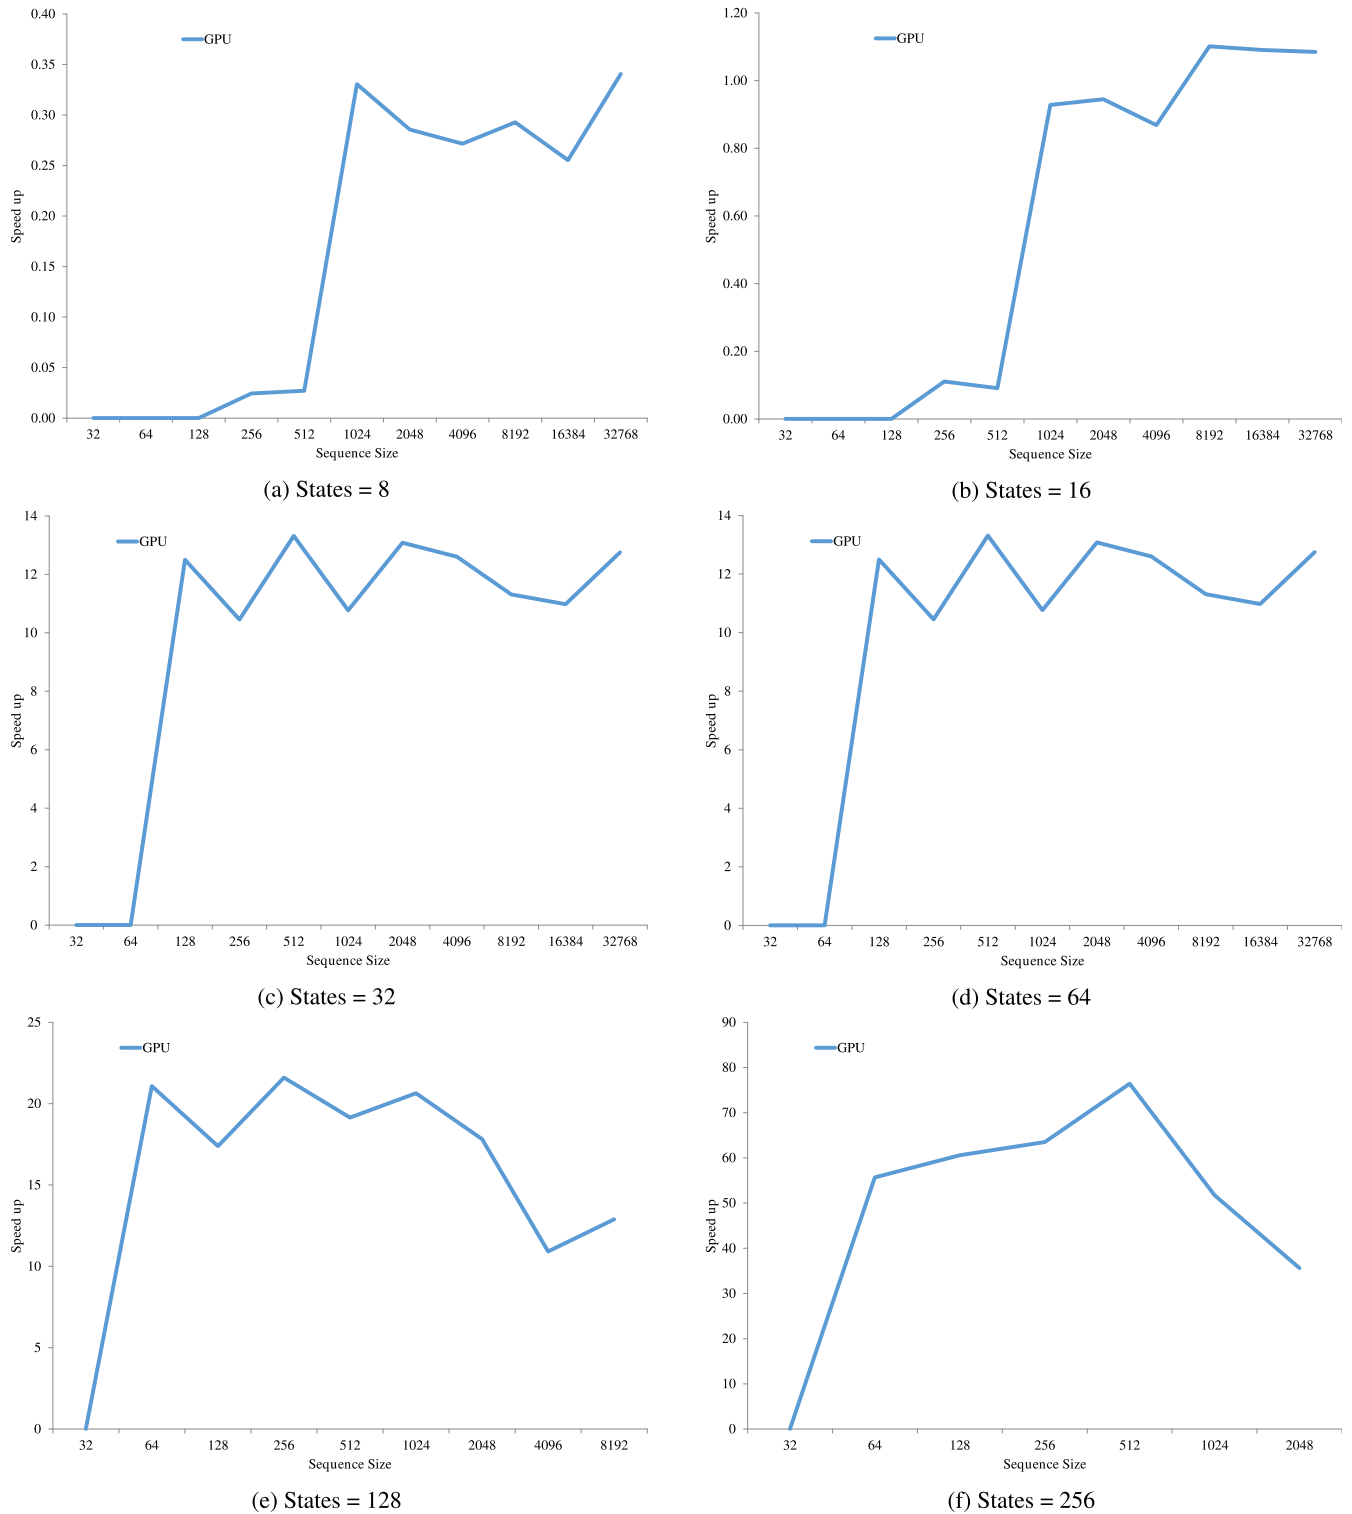 0.40
0.35
0.30
0.25
0.20
0.15
0.10
0.05
0.00
Speed up
GPU
32 64 128 256 512 1024 2048 4096 8192 16384 32768
Sequence Size
(a) States = 8
1.20
1.00
0.80
0.60
0.40
0.20
0.00
Speed up
GPU
32 64 128 256 512 1024 2048 4096 8192 16384 32768
Sequence Size
(b) States = 16
14
12
10
8
6
4
2
0
Speed up
GPU
32 64 128 256 512 1024 2048 4096 8192 16384 32768
Sequence Size
(c) States = 32
14
12
10
8
6
4
2
0
Speed up
GPU
32 64 128 256 512 1024 2048 4096 8192 16384 32768
Sequence Size
(d) States = 64
25
20
15
10
5
0
Speed up
GPU
32 64 128 256 512 1024 2048 4096 8192
Sequence Size
(e) States = 128
90
80
70
60
50
40
30
20
10
0
Speed up
GPU
32 64 128 256 512 1024 2048
Sequence Size
(f) States = 256